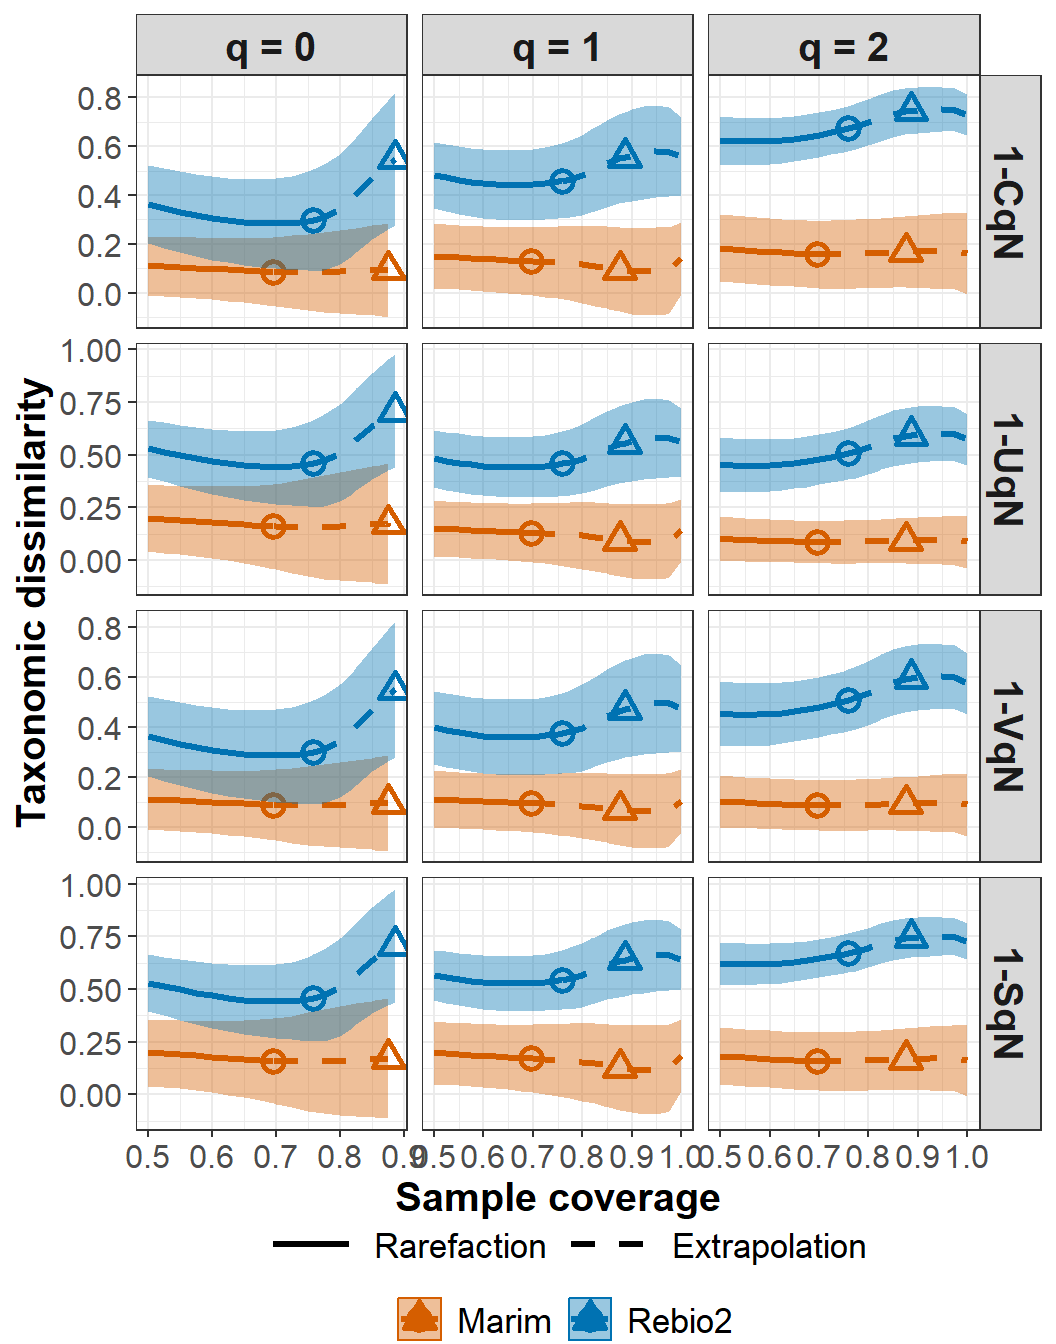 q = 0 q = 1 q = 2
0.8
0.6
0.4
0.2
0.0
1-CqN
1.00
0.75
0.50
0.25
0.00
1-UqN
0.8
0.6
0.4
0.2
0.0
1-VqN
1.00
0.75
0.50
0.25
0.00
1-SqN
Taxonomic dissimilarity
0.5 0.6 0.7 0.8 0.9 0.5 0.6 0.7 0.8 0.9 1.0 0.5 0.6 0.7 0.8 0.9 1.0
Sample coverage
Rarefaction Extrapolation
Marim Rebio2